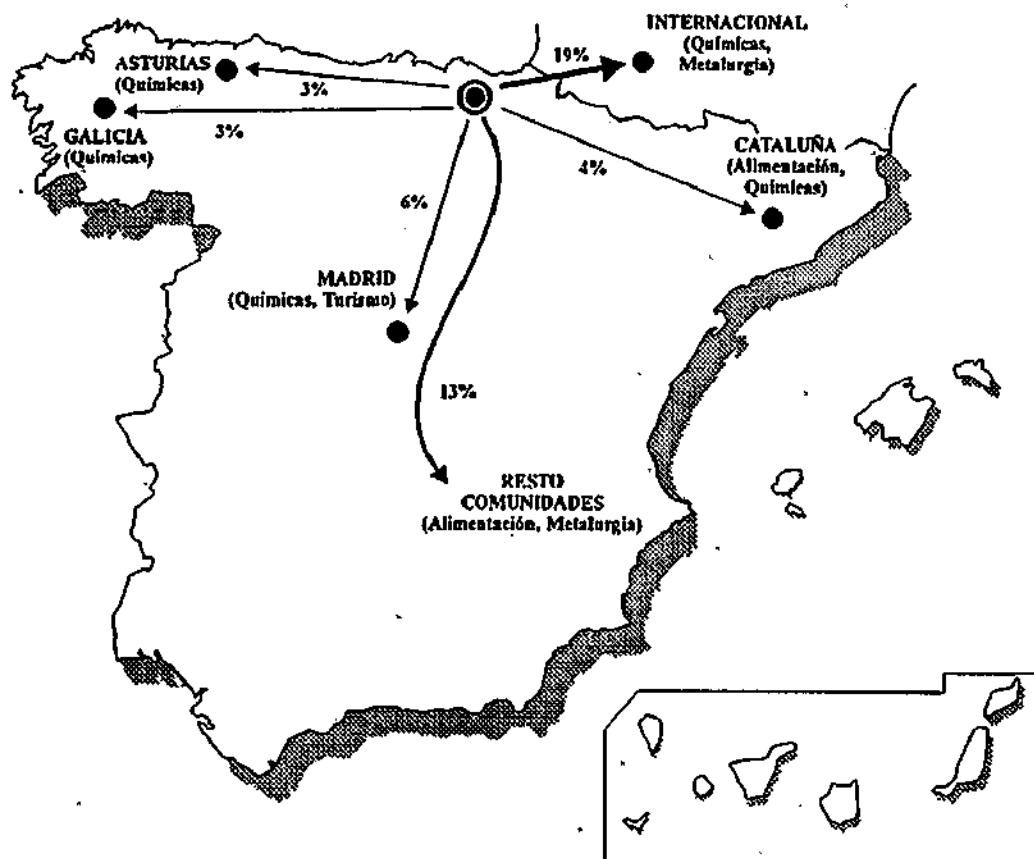 INTERNACIONAL
(Químicas,
Metalurgia)
19%
ASTURIAS
(Químicas)
3%
GALICIA
(Químicas)
3%
CATALUÑA
(Alimentación,
Químicas)
4%
6%
MADRID
(Químicas, Turismo)
13%
RESTO
COMUNIDADES
(Alimentación, Metalurgia)